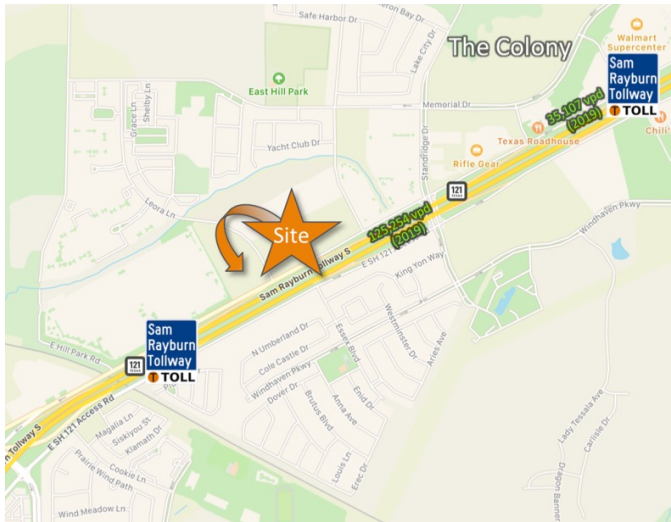 Safe Harbor Dr
Lake City Dr
The Colony
Walmart
Supercenter
Sam
Rayburn
Tollway
T TOLL
East Hill Park
Grace Ln
Shelby Ln
Memorial Dr
35,107 vpd
(2019)
Texas Roadhouse
Chili's
Yacht Club Dr
Standridge Dr
Rifle Gear
121
Leora Ln
Site
125,254 vpd
(2019)
Windhaven Pkwy
Sam Rayburn Tollway S
E SH 121
King Yon Way
Sam
Rayburn
Tollway
T TOLL
121
E Hill Park Rd
N Umberland Dr
Cole Castle Dr
Windhaven Pkwy
Dover Dr
Essex Blvd
Westminster Dr
Aries Ave
Enid Dr
Anna Ave
Brutus Blvd
Louis Ln
Erec Dr
Lady Tessala Ave
Carlisle Dr
Dragon Banner
E SH 121 Access Rd
Tollway S
Magalia Ln
Siskiyou St
Klamath Dr
Cookie Ln
Prairie Wind Path
Wind Meadow Ln